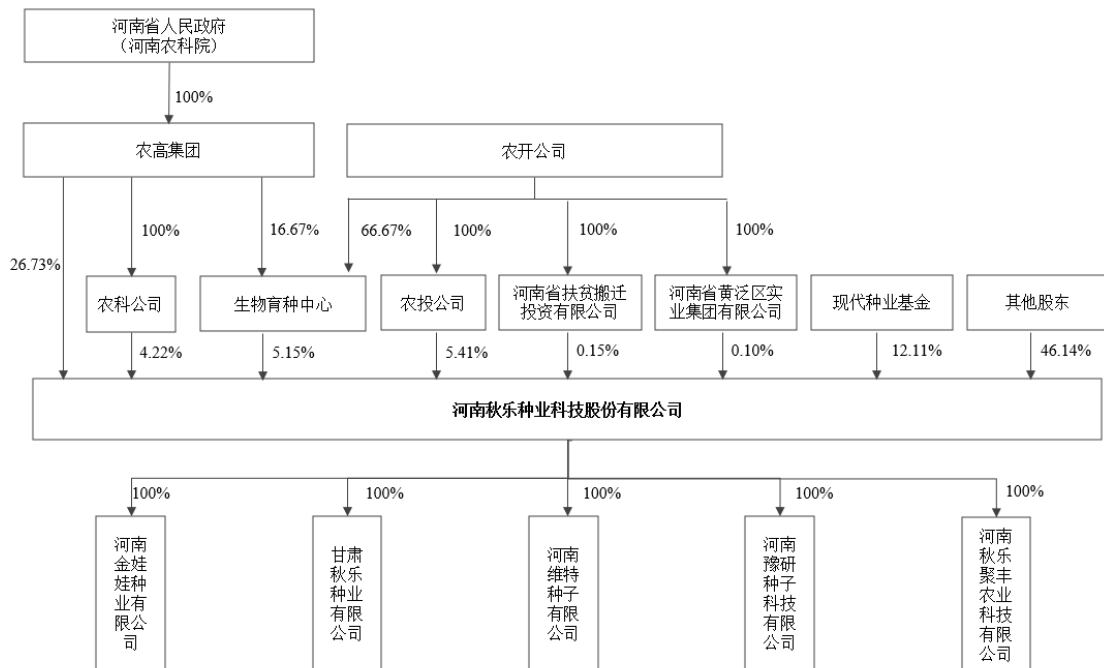 河南省人民政府
（河南农科院）
100%
农高集团
农开公司
26.73%
100%
16.67%
66.67%
100%
100%
100%
农科公司
生物育种中心
农投公司
河南省扶贫搬迁
投资有限公司
河南省黄泛区实
业集团有限公司
现代种业基金
其他股东
4.22%
5.15%
5.41%
0.15%
0.10%
12.11%
46.14%
河南秋乐种业科技股份有限公司
100%
100%
100%
100%
100%
河南
金娃
娃种
业有
限公
司
甘肃
秋乐
种业
有限
公司
河南
维特
种子
有限
公司
河南
豫研
种子
科技
有限
公司
河南
秋乐
聚丰
农业
科技
有限
公司